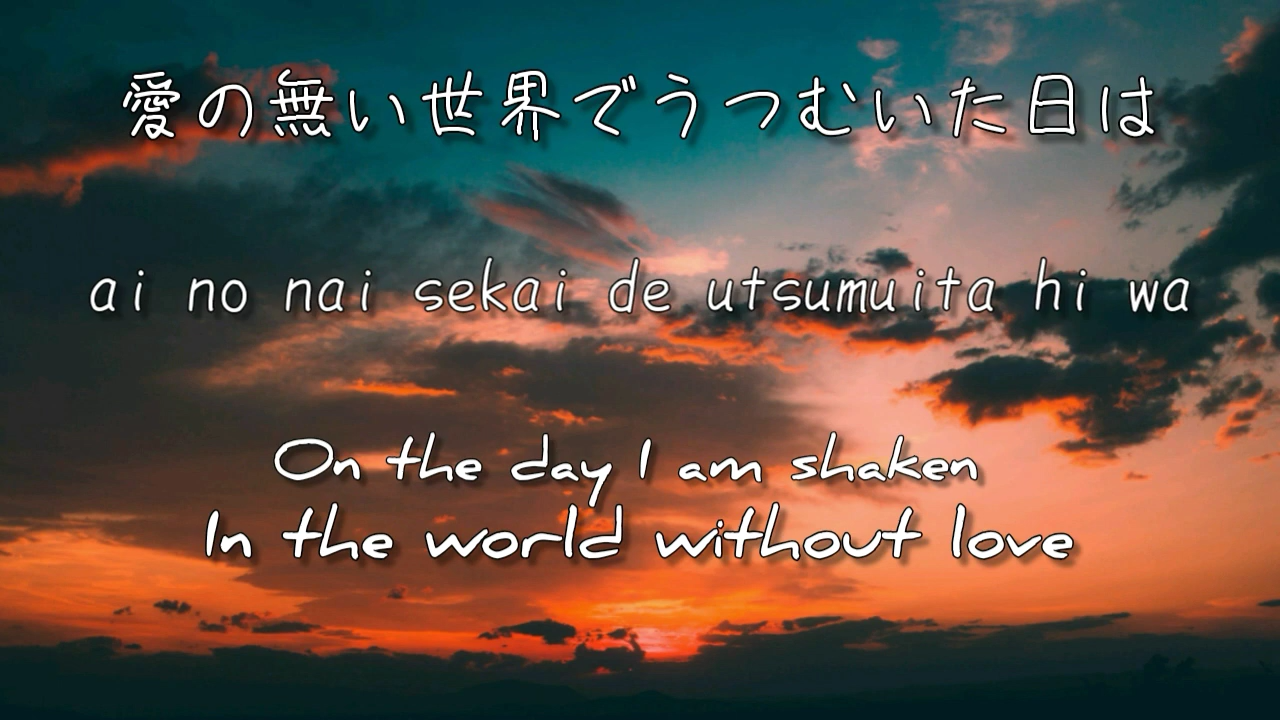 愛の無い世界でうつむいた日は
ai no nai sekai de utsumuita hi wa
On the day I am shaken
In the world without love